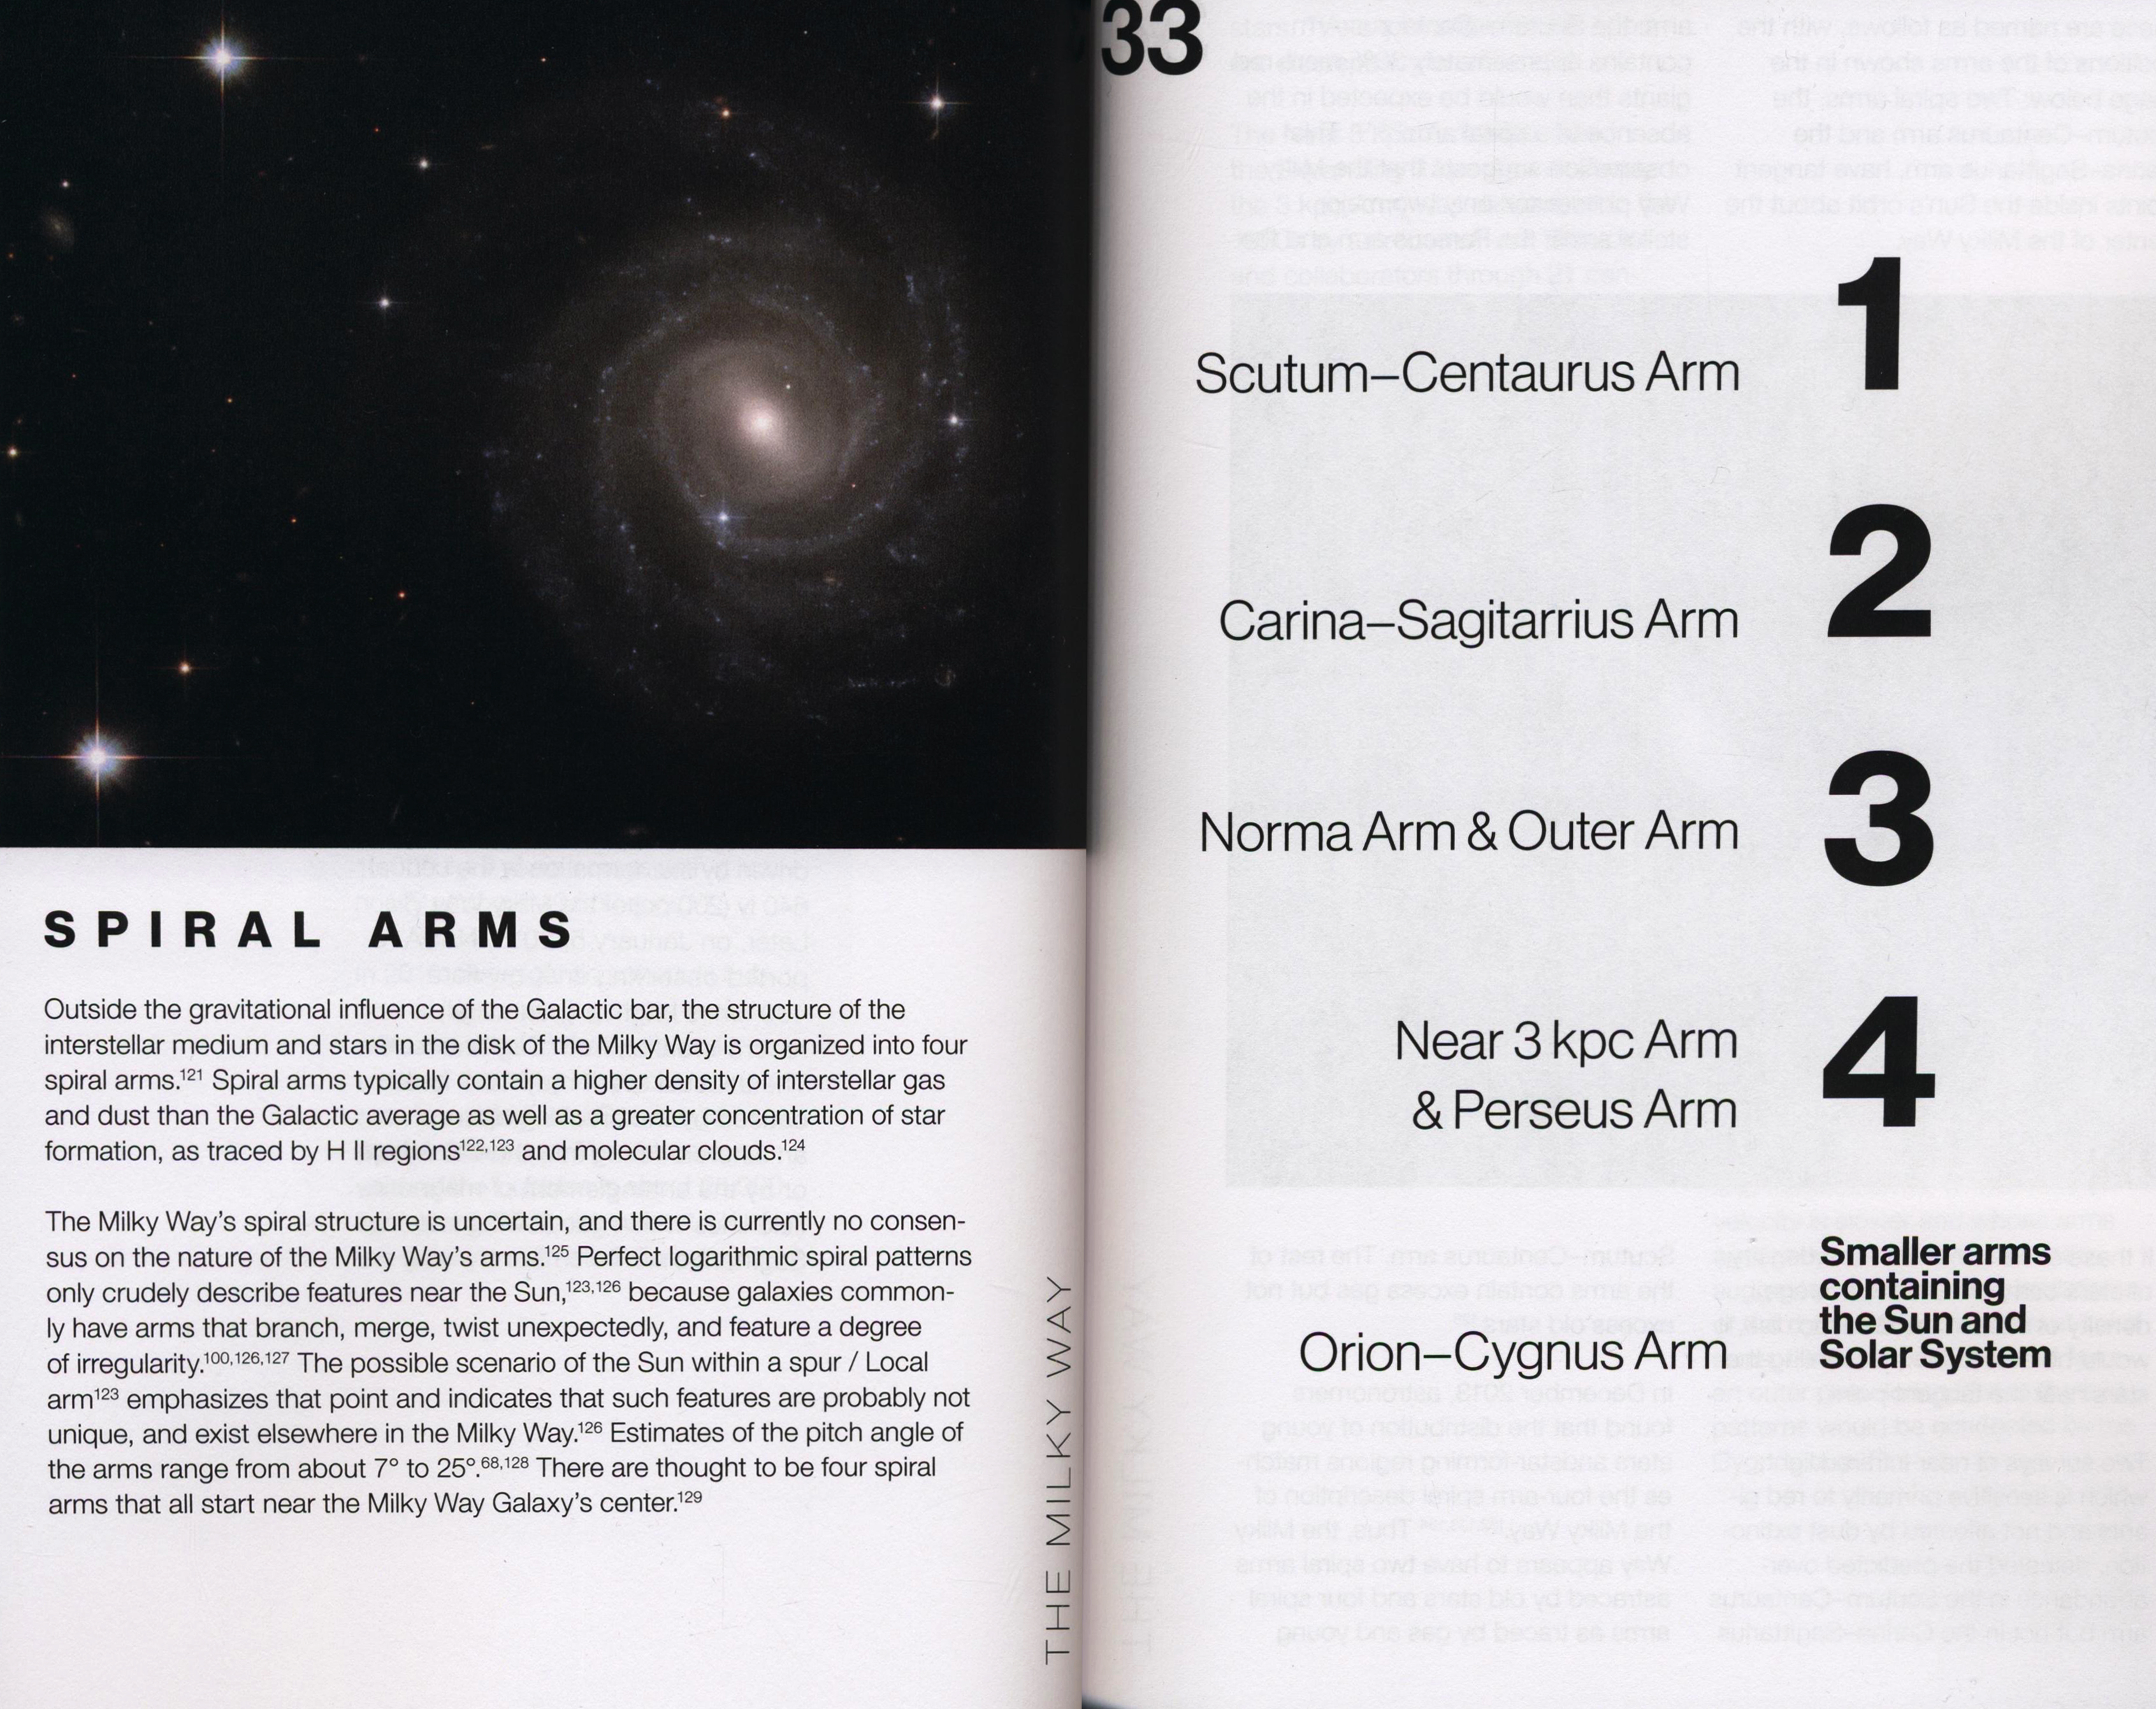 SPIRAL ARMS
Outside the gravitational influence of the Galactic bar, the structure of the
interstellar medium and stars in the disk of the Milky Way is organized into four
spiral arms.121 Spiral arms typically contain a higher density of interstellar gas
and dust than the Galactic average as well as a greater concentration of star
formation, as traced by H II regions122,123 and molecular clouds.124
The Milky Way's spiral structure is uncertain, and there is currently no consen-
sus on the nature of the Milky Way's arms.125 Perfect logarithmic spiral patterns
only crudely describe features near the Sun,123,126 because galaxies common-
ly have arms that branch, merge, twist unexpectedly, and feature a degree
of irregularity.100,126,127 The possible scenario of the Sun within a spur / Local
arm123 emphasizes that point and indicates that such features are probably not
unique, and exist elsewhere in the Milky Way.126 Estimates of the pitch angle of
the arms range from about 7° to 25°.68,128 There are thought to be four spiral
arms that all start near the Milky Way Galaxy's center.129
THE MILKY WAY
33
Scutum–Centaurus Arm 1
Carina–Sagitarrius Arm 2
Norma Arm & Outer Arm 3
Near 3 kpc Arm
& Perseus Arm 4
Orion–Cygnus Arm
Smaller arms
containing
the Sun and
Solar System